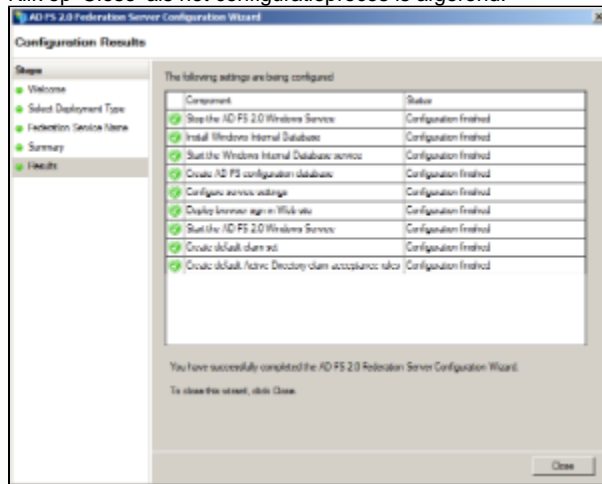 Klik op 'Close' als het configuratieproces is afgerond.
AD FS 2.0 Federation Server Configuration Wizard
Configuration Results
Steps
Welcome
Select Deployment Type
Federation Service Name
Summary
Results
The following settings are being configured
Component Status
Stop the AD FS 2.0 Windows Service Configuration finished
Install Windows Internal Database Configuration finished
Start the Windows Internal Database service Configuration finished
Create AD FS configuration database Configuration finished
Configure service settings Configuration finished
Deploy browser sign-in Web site Configuration finished
Start the AD FS 2.0 Windows Service Configuration finished
Create default claim set Configuration finished
Create default Active Directory claim acceptance rules Configuration finished
You have successfully completed the AD FS 2.0 Federation Server Configuration Wizard.
To close this wizard, click Close.
Close